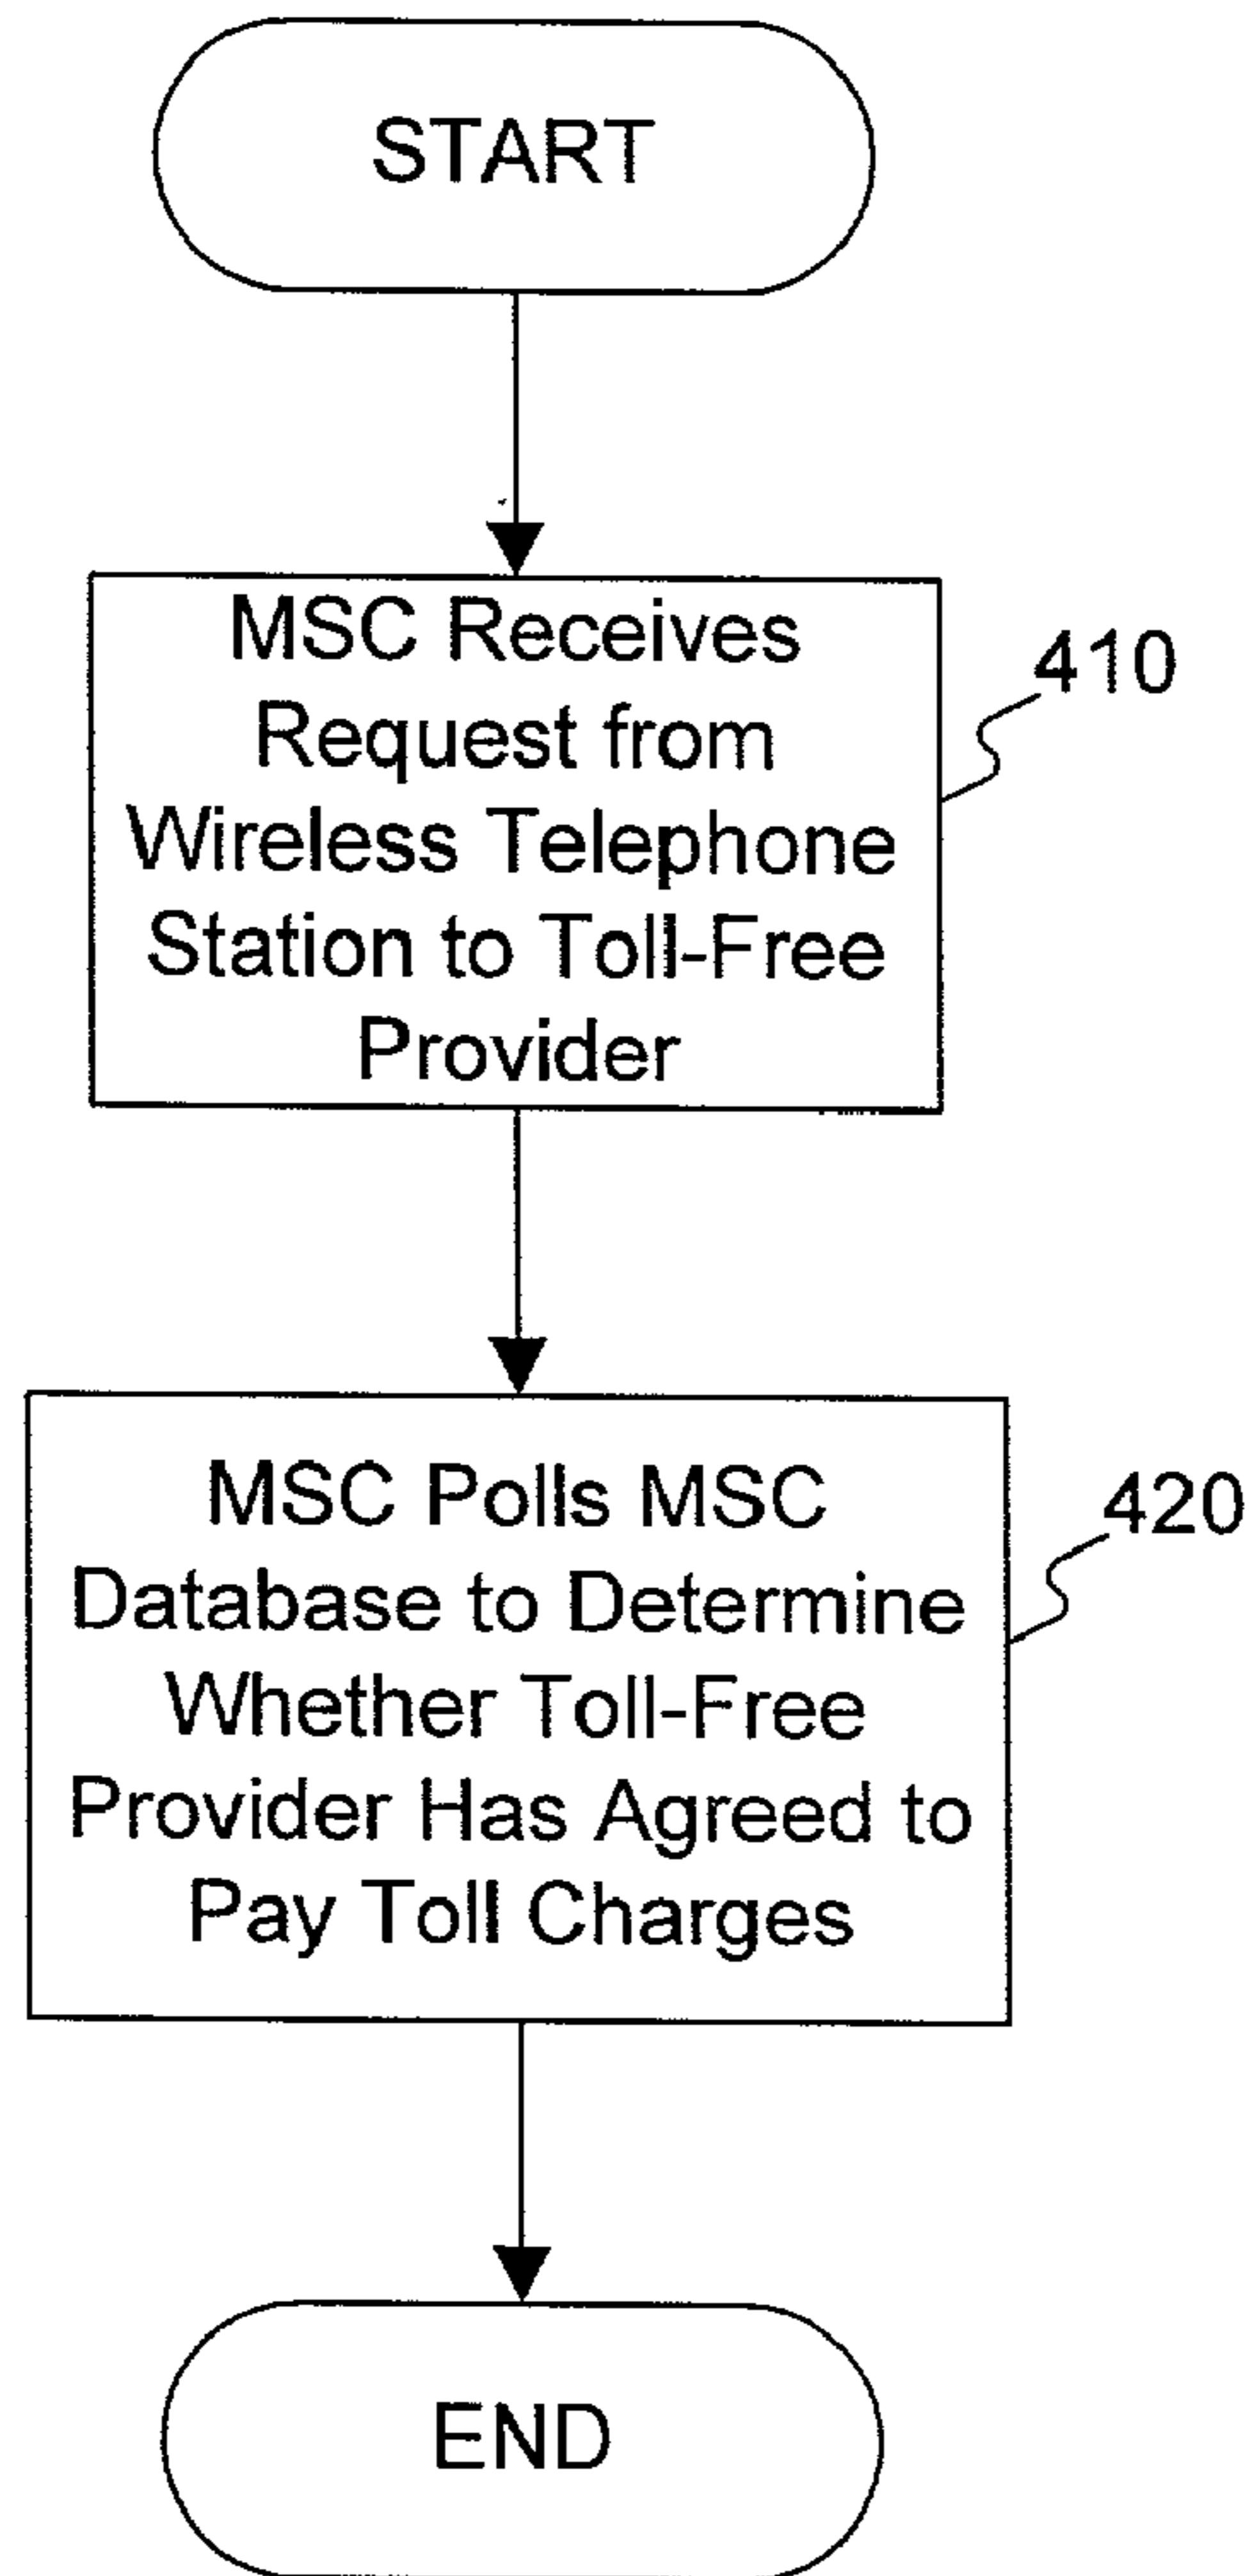 START
MSC Receives
Request from
Wireless Telephone
Station to Toll-Free
Provider
410
MSC Polls MSC
Database to Determine
Whether Toll-Free
Provider Has Agreed to
Pay Toll Charges
420
END